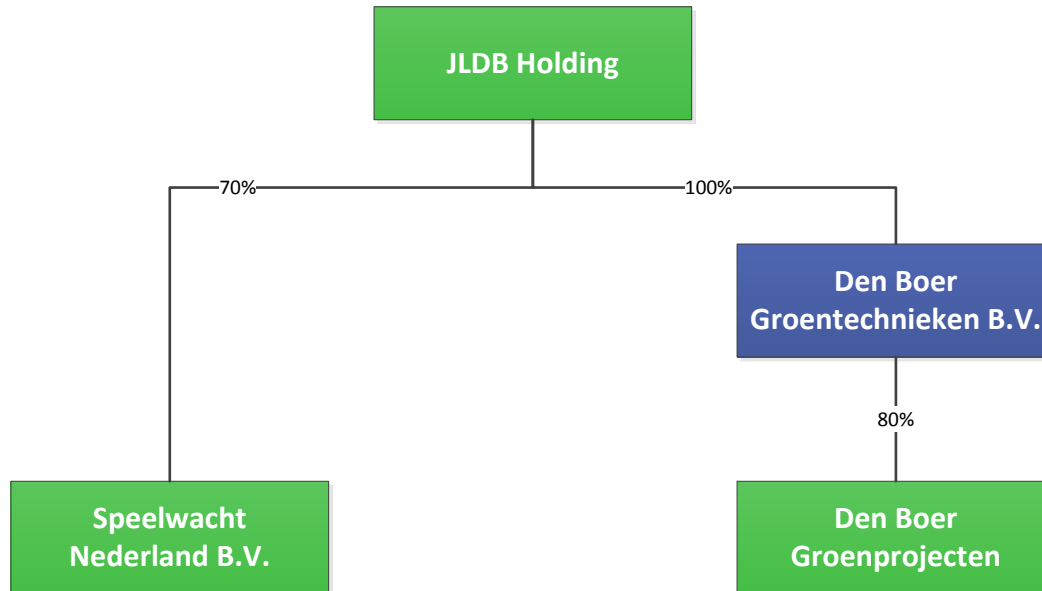 JLDB Holding
70%
100%
Den Boer
Groentechnieken B.V.
80%
Speelwacht
Nederland B.V.
Den Boer
Groenprojecten